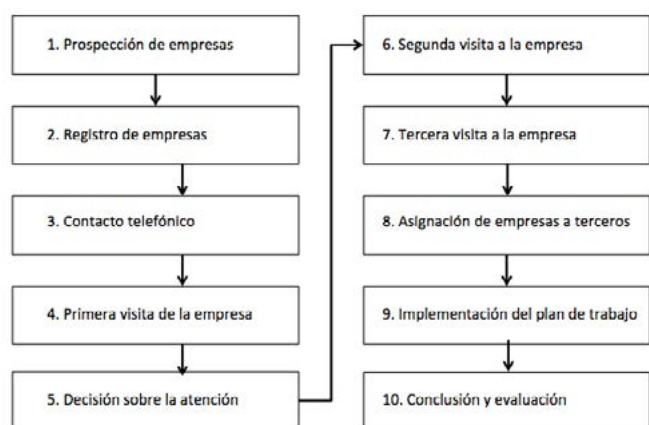 1. Prospección de empresas
2. Registro de empresas
3. Contacto telefónico
4. Primera visita de la empresa
5. Decisión sobre la atención
6. Segunda visita a la empresa
7. Tercera visita a la empresa
8. Asignación de empresas a terceros
9. Implementación del plan de trabajo
10. Conclusión y evaluación